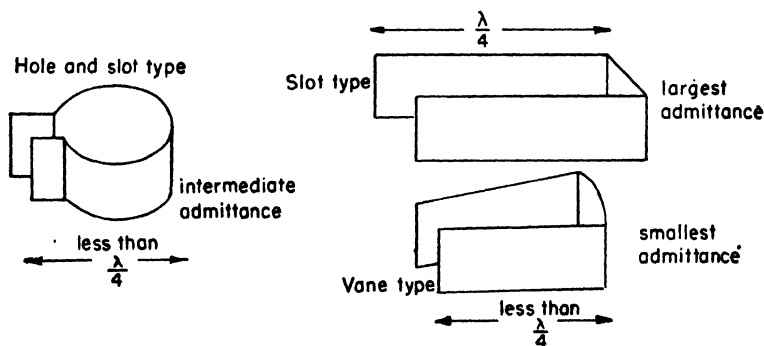 Hole and slot type
intermediate
admittance
less than
λ
4
λ
4
Slot type
largest
admittance
smallest
admittance
Vane type
less than
λ
4